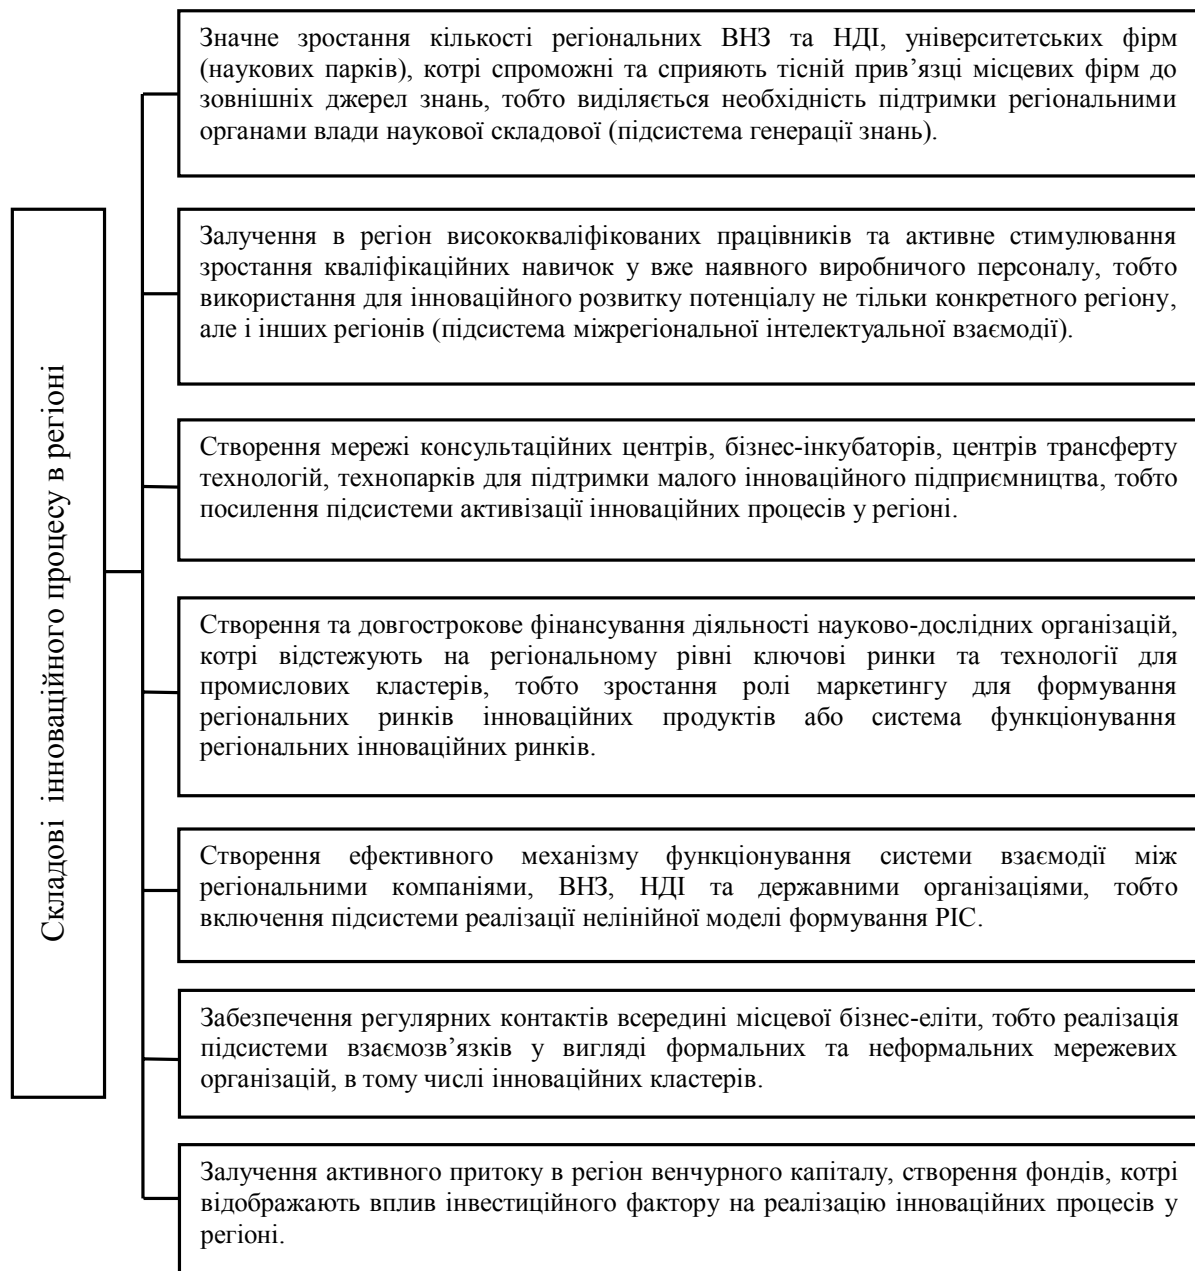 Складові інноваційного процесу в регіоні
Значне зростання кількості регіональних ВНЗ та НДІ, університетських фірм
(наукових парків), котрі спроможні та сприяють тісній прив’язці місцевих фірм до
зовнішніх джерел знань, тобто виділяється необхідність підтримки регіональними
органами влади наукової складової (підсистема генерації знань).
Залучення в регіон висококваліфікованих працівників та активне стимулювання
зростання кваліфікаційних навичок у вже наявного виробничого персоналу, тобто
використання для інноваційного розвитку потенціалу не тільки конкретного регіону,
але і інших регіонів (підсистема міжрегіональної інтелектуальної взаємодії).
Створення мережі консультаційних центрів, бізнес-інкубаторів, центрів трансферту
технологій, технопарків для підтримки малого інноваційного підприємництва, тобто
посилення підсистеми активізації інноваційних процесів у регіоні.
Створення та довгострокове фінансування діяльності науково-дослідних організацій,
котрі відстежують на регіональному рівні ключові ринки та технології для
промислових кластерів, тобто зростання ролі маркетингу для формування
регіональних ринків інноваційних продуктів або система функціонування
регіональних інноваційних ринків.
Створення ефективного механізму функціонування системи взаємодії між
регіональними компаніями, ВНЗ, НДІ та державними організаціями, тобто
включення підсистеми реалізації нелінійної моделі формування РІС.
Забезпечення регулярних контактів всередині місцевої бізнес-еліти, тобто реалізація
підсистеми взаємозв’язків у вигляді формальних та неформальних мережевих
організацій, в тому числі інноваційних кластерів.
Залучення активного притоку в регіон венчурного капіталу, створення фондів, котрі
відображають вплив інвестиційного фактору на реалізацію інноваційних процесів у
регіоні.